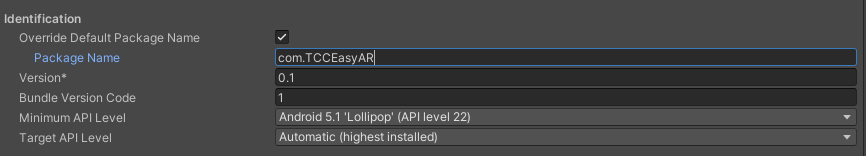 Identification
Override Default Package Name
Package Name com.TCCEasyAR
Version* 0.1
Bundle Version Code 1
Minimum API Level Android 5.1 'Lollipop' (API level 22)
Target API Level Automatic (highest installed)